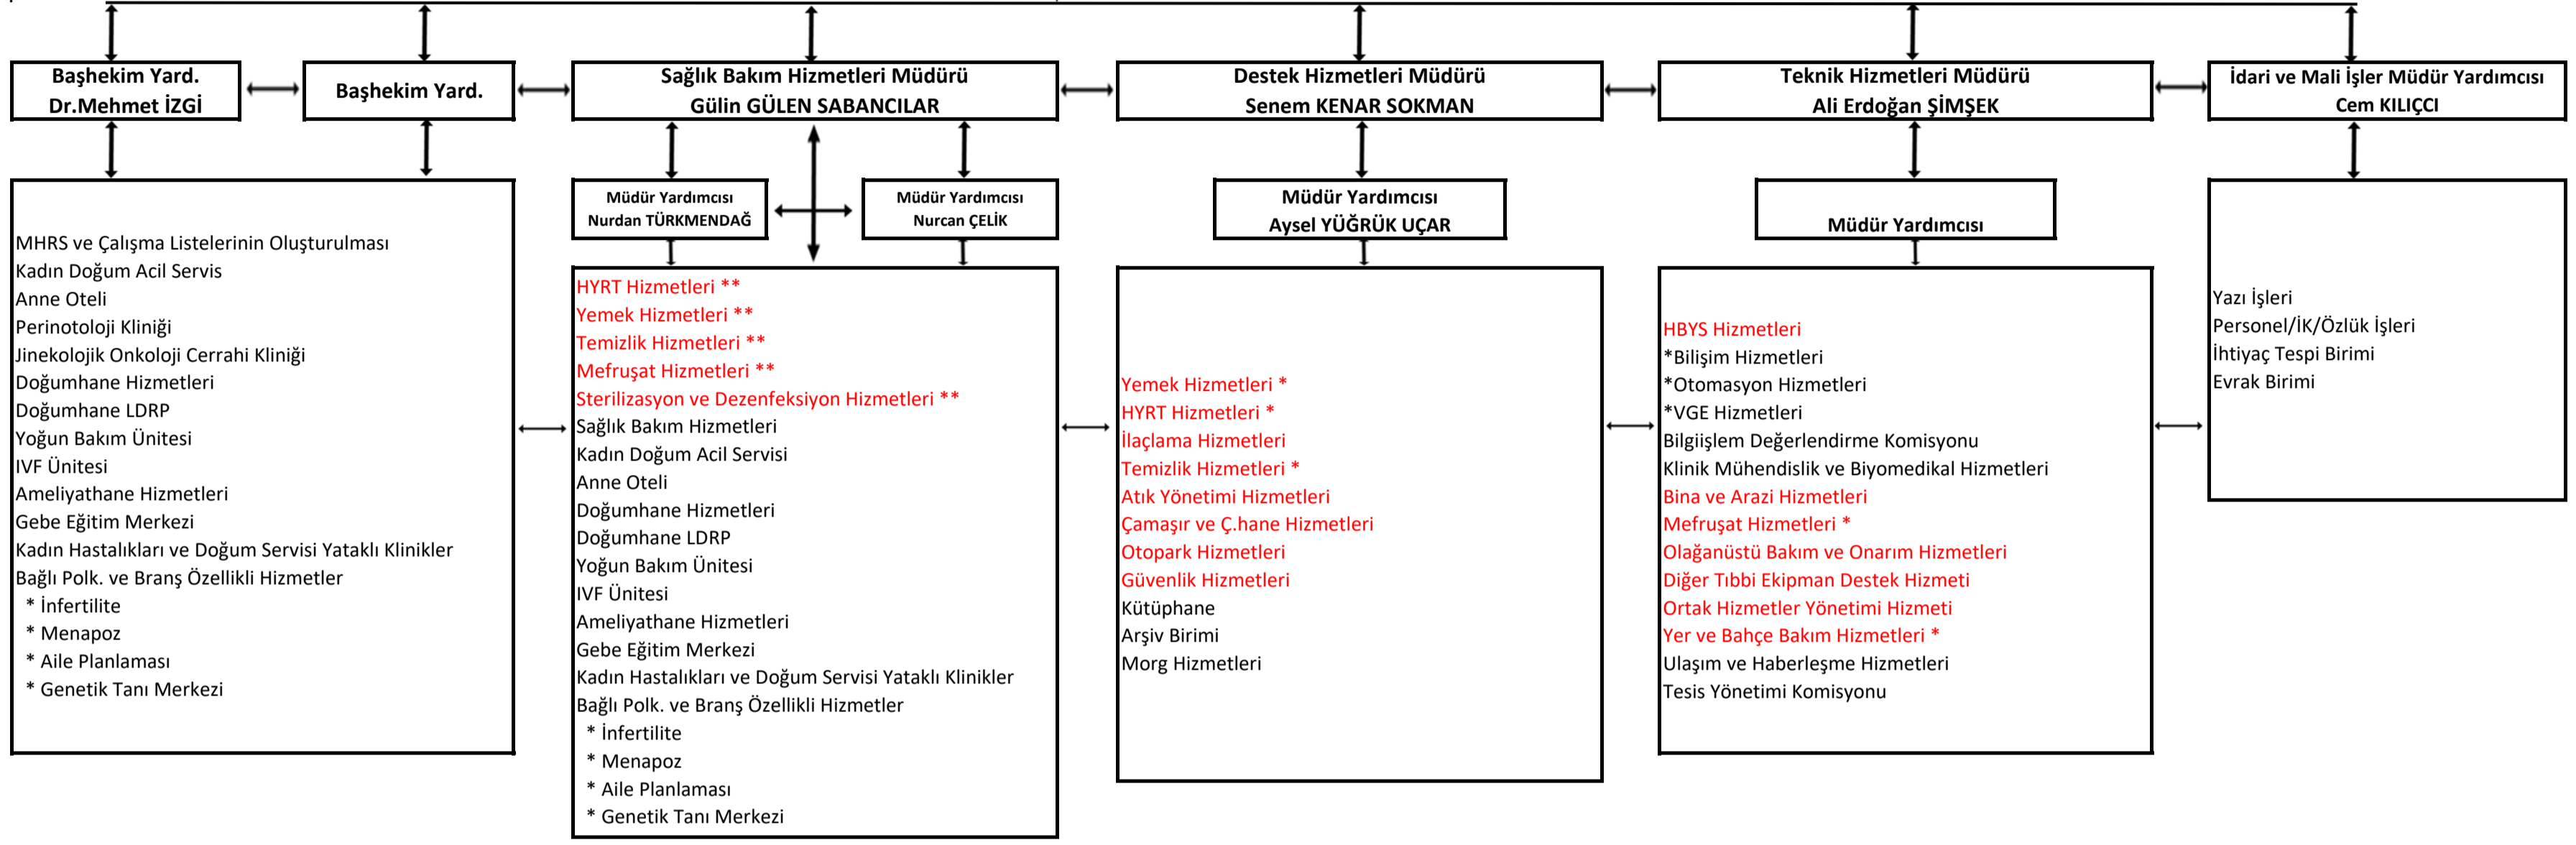 Başhekim Yard.
Dr.Mehmet İZGİ
Başhekim Yard.
Sağlık Bakım Hizmetleri Müdürü
Gülin GÜLEN SABANCILAR
Destek Hizmetleri Müdürü
Senem KENAR SOKMAN
Teknik Hizmetleri Müdürü
Ali Erdoğan ŞİMŞEK
İdari ve Mali İşler Müdür Yardımcısı
Cem KILIÇCI
Müdür Yardımcısı
Nurdan TÜRKMENDAĞ
Müdür Yardımcısı
Nurcan ÇELİK
Müdür Yardımcısı
Aysel YÜĞRÜK UÇAR
Müdür Yardımcısı
MHRS ve Çalışma Listelerinin Oluşturulması
Kadın Doğum Acil Servis
Anne Oteli
Perinotoloji Kliniği
Jinekolojik Onkoloji Cerrahi Kliniği
Doğumhane Hizmetleri
Doğumhane LDRP
Yoğun Bakım Ünitesi
IVF Ünitesi
Ameliyathane Hizmetleri
Gebe Eğitim Merkezi
Kadın Hastalıkları ve Doğum Servisi Yataklı Klinikler
Bağlı Polk. ve Branş Özellikli Hizmetler
* İnfertilite
* Menapoz
* Aile Planlaması
* Genetik Tanı Merkezi
HYRT Hizmetleri **
Yemek Hizmetleri **
Temizlik Hizmetleri **
Mefruşat Hizmetleri **
Sterilizasyon ve Dezenfeksiyon Hizmetleri **
Sağlık Bakım Hizmetleri
Kadın Doğum Acil Servisi
Anne Oteli
Doğumhane Hizmetleri
Doğumhane LDRP
Yoğun Bakım Ünitesi
IVF Ünitesi
Ameliyathane Hizmetleri
Gebe Eğitim Merkezi
Kadın Hastalıkları ve Doğum Servisi Yataklı Klinikler
Bağlı Polk. ve Branş Özellikli Hizmetler
* İnfertilite
* Menapoz
* Aile Planlaması
* Genetik Tanı Merkezi
Yemek Hizmetleri *
HYRT Hizmetleri *
İlaçlama Hizmetleri
Temizlik Hizmetleri *
Atık Yönetimi Hizmetleri
Çamaşır ve Ç.hane Hizmetleri
Otopark Hizmetleri
Güvenlik Hizmetleri
Kütüphane
Arşiv Birimi
Morg Hizmetleri
HBYS Hizmetleri
*Bilişim Hizmetleri
*Otomasyon Hizmetleri
*VGE Hizmetleri
Bilgiişlem Değerlendirme Komisyonu
Klinik Mühendislik ve Biyomedikal Hizmetleri
Bina ve Arazi Hizmetleri
Mefruşat Hizmetleri *
Olağanüstü Bakım ve Onarım Hizmetleri
Diğer Tıbbi Ekipman Destek Hizmeti
Ortak Hizmetler Yönetimi Hizmeti
Yer ve Bahçe Bakım Hizmetleri *
Ulaşım ve Haberleşme Hizmetleri
Tesis Yönetimi Komisyonu
Yazı İşleri
Personel/İK/Özlük İşleri
İhtiyaç Tespi Birimi
Evrak Birimi